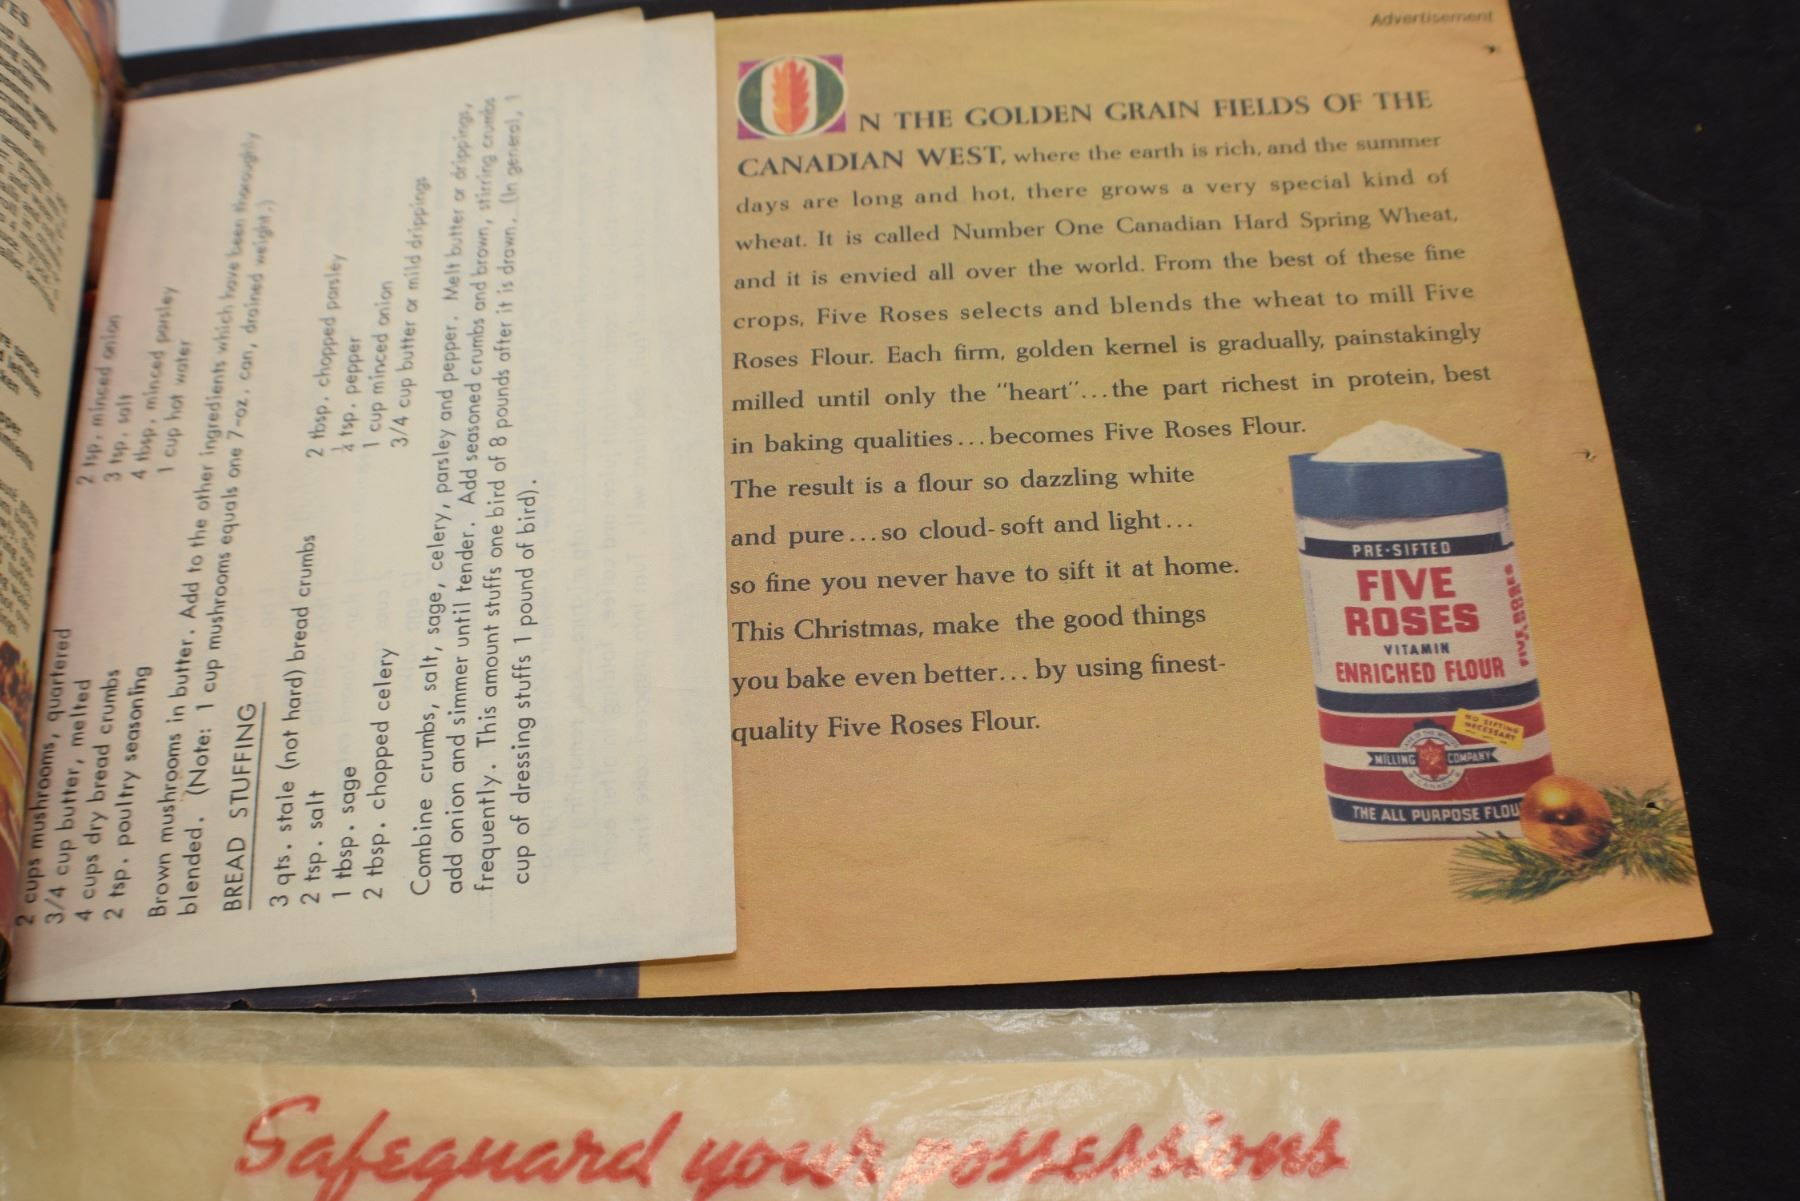 2 cups mushrooms, quartered
3/4 cup butter, melted
4 cups dry bread crumbs
2 tsp. poultry seasoning
2 tsp. minced onion
3 tsp. salt
4 tbsp. minced parsley
1 cup hot water
Brown mushrooms in butter. Add to the other ingredients which have been thoroughly
blended. (Note: 1 cup mushrooms equals one 7-oz. can, drained weight.)
BREAD STUFFING
3 qts. stale (not hard) bread crumbs
2 tsp. salt
1 tbsp. sage
2 tbsp. chopped celery
2 tbsp. chopped parsley
¼ tsp. pepper
1 cup minced onion
3/4 cup butter or mild drippings
Combine crumbs, salt, sage, celery, parsley and pepper. Melt butter or drippings,
add onion and simmer until tender. Add seasoned crumbs and brown, stirring crumbs
frequently. This amount stuffs one bird of 8 pounds after it is drawn. (In general, 1
cup of dressing stuffs 1 pound of bird).
Advertisement
ON THE GOLDEN GRAIN FIELDS OF THE
CANADIAN WEST, where the earth is rich, and the summer
days are long and hot, there grows a very special kind of
wheat. It is called Number One Canadian Hard Spring Wheat,
and it is envied all over the world. From the best of these fine
crops, Five Roses selects and blends the wheat to mill Five
Roses Flour. Each firm, golden kernel is gradually, painstakingly
milled until only the "heart"...the part richest in protein, best
in baking qualities...becomes Five Roses Flour.
The result is a flour so dazzling white
and pure...so cloud-soft and light...
so fine you never have to sift it at home.
This Christmas, make the good things
you bake even better...by using finest-
quality Five Roses Flour.
PRE-SIFTED
FIVE
ROSES
VITAMIN
ENRICHED FLOUR
FIVE ROSES
NO SIFTING
NECESSARY
MILLING COMPANY
CANADA
THE ALL PURPOSE FLOU
Safeguard your possessions